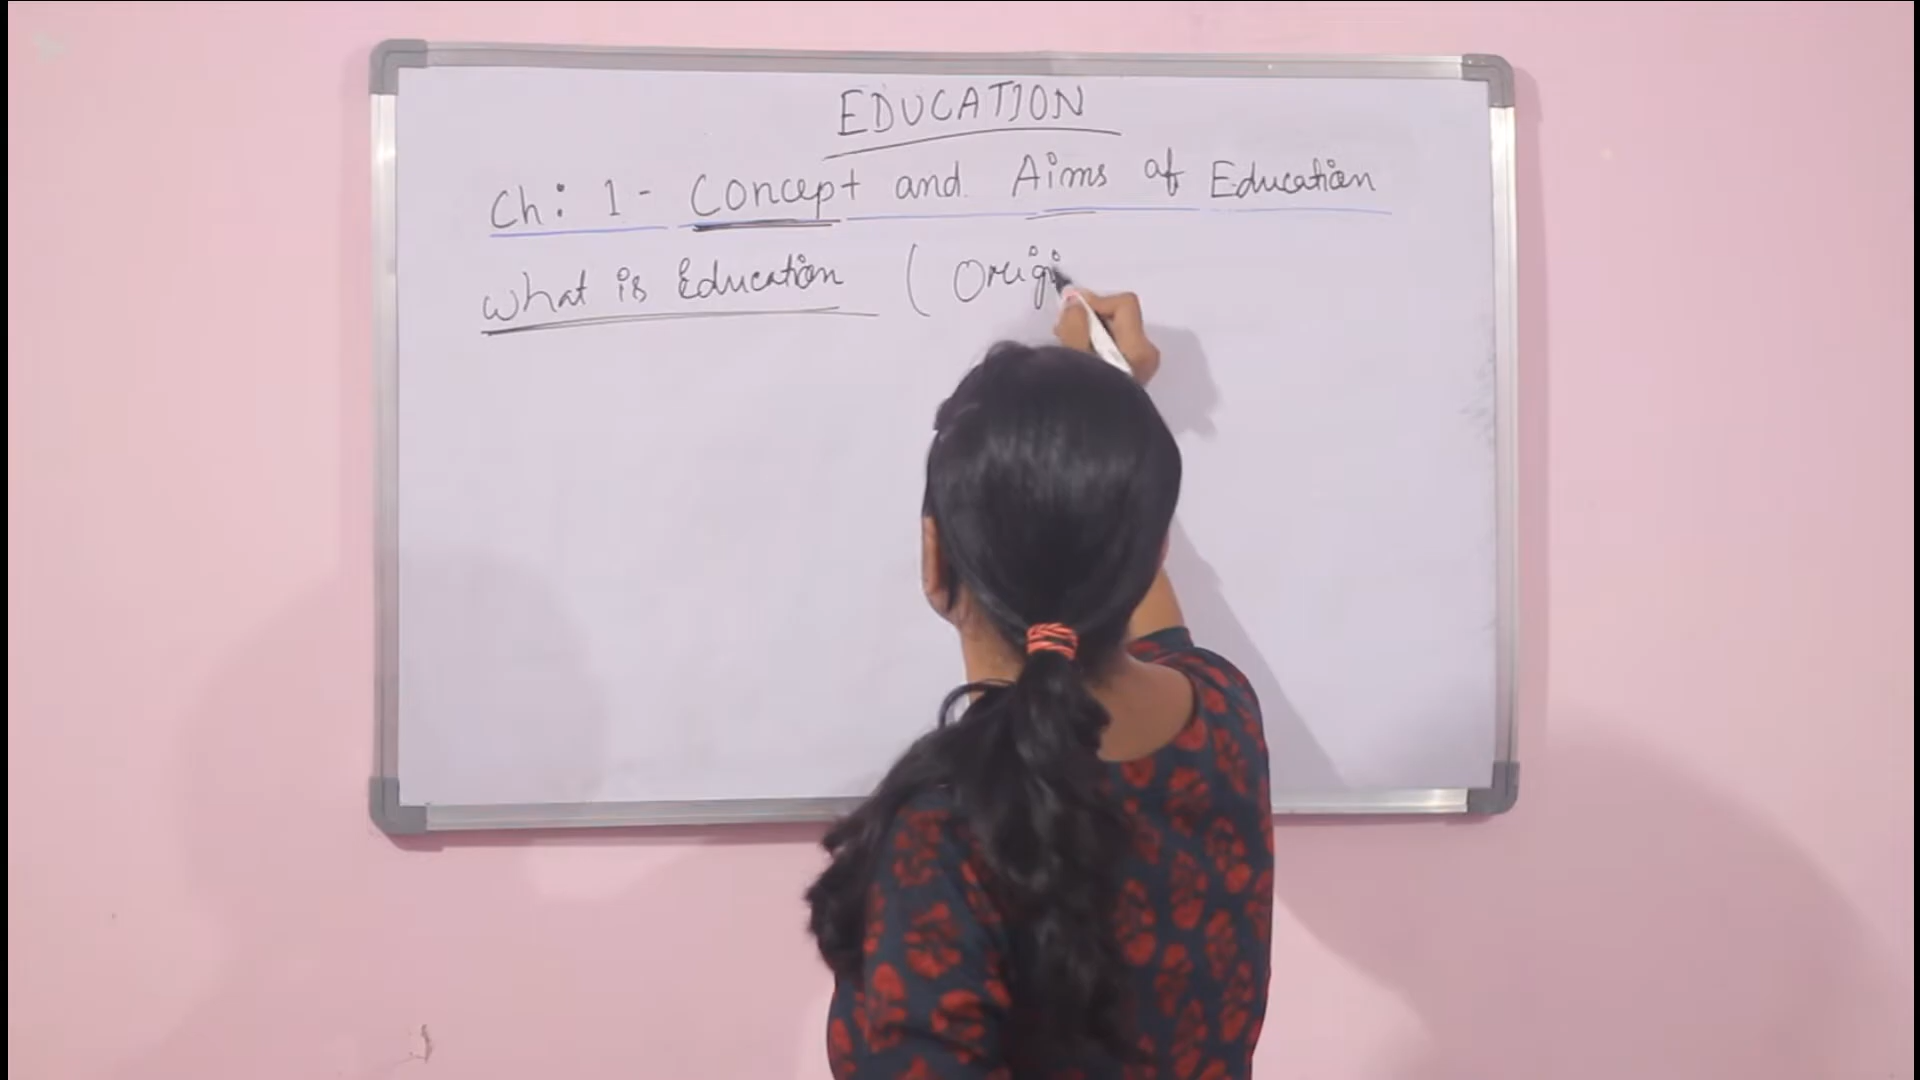 EDUCATION
Ch: 1 - Concept and Aims of Education
What is Education ( Origi